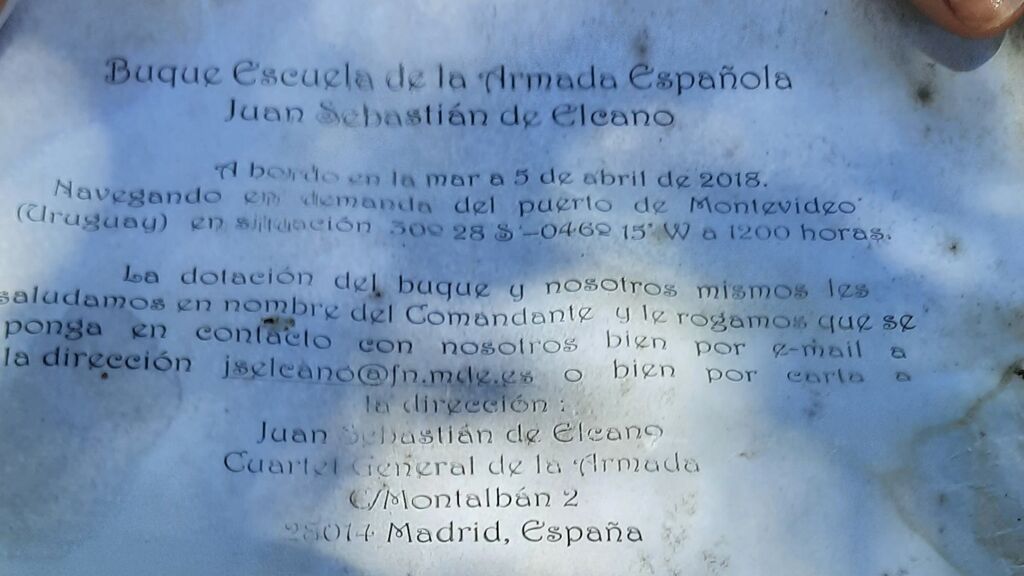 Buque Escuela de la Armada Española
Juan Sebastián de Elcano
A bordo en la mar a 5 de abril de 2018.
Navegando en demanda del puerto de Montevideo
(Uruguay) en situación 30º 28 S'-046º 15' W a 1200 horas.
La dotación del buque y nosotros mismos les
saludamos en nombre del Comandante y le rogamos que se
ponga en contacto con nosotros bien por e-mail a
la dirección jselcano@fn.mde.es o bien por carta a
la dirección :
Juan Sebastián de Elcano
Cuartel General de la Armada
C/Montalbán 2
28014 Madrid, España